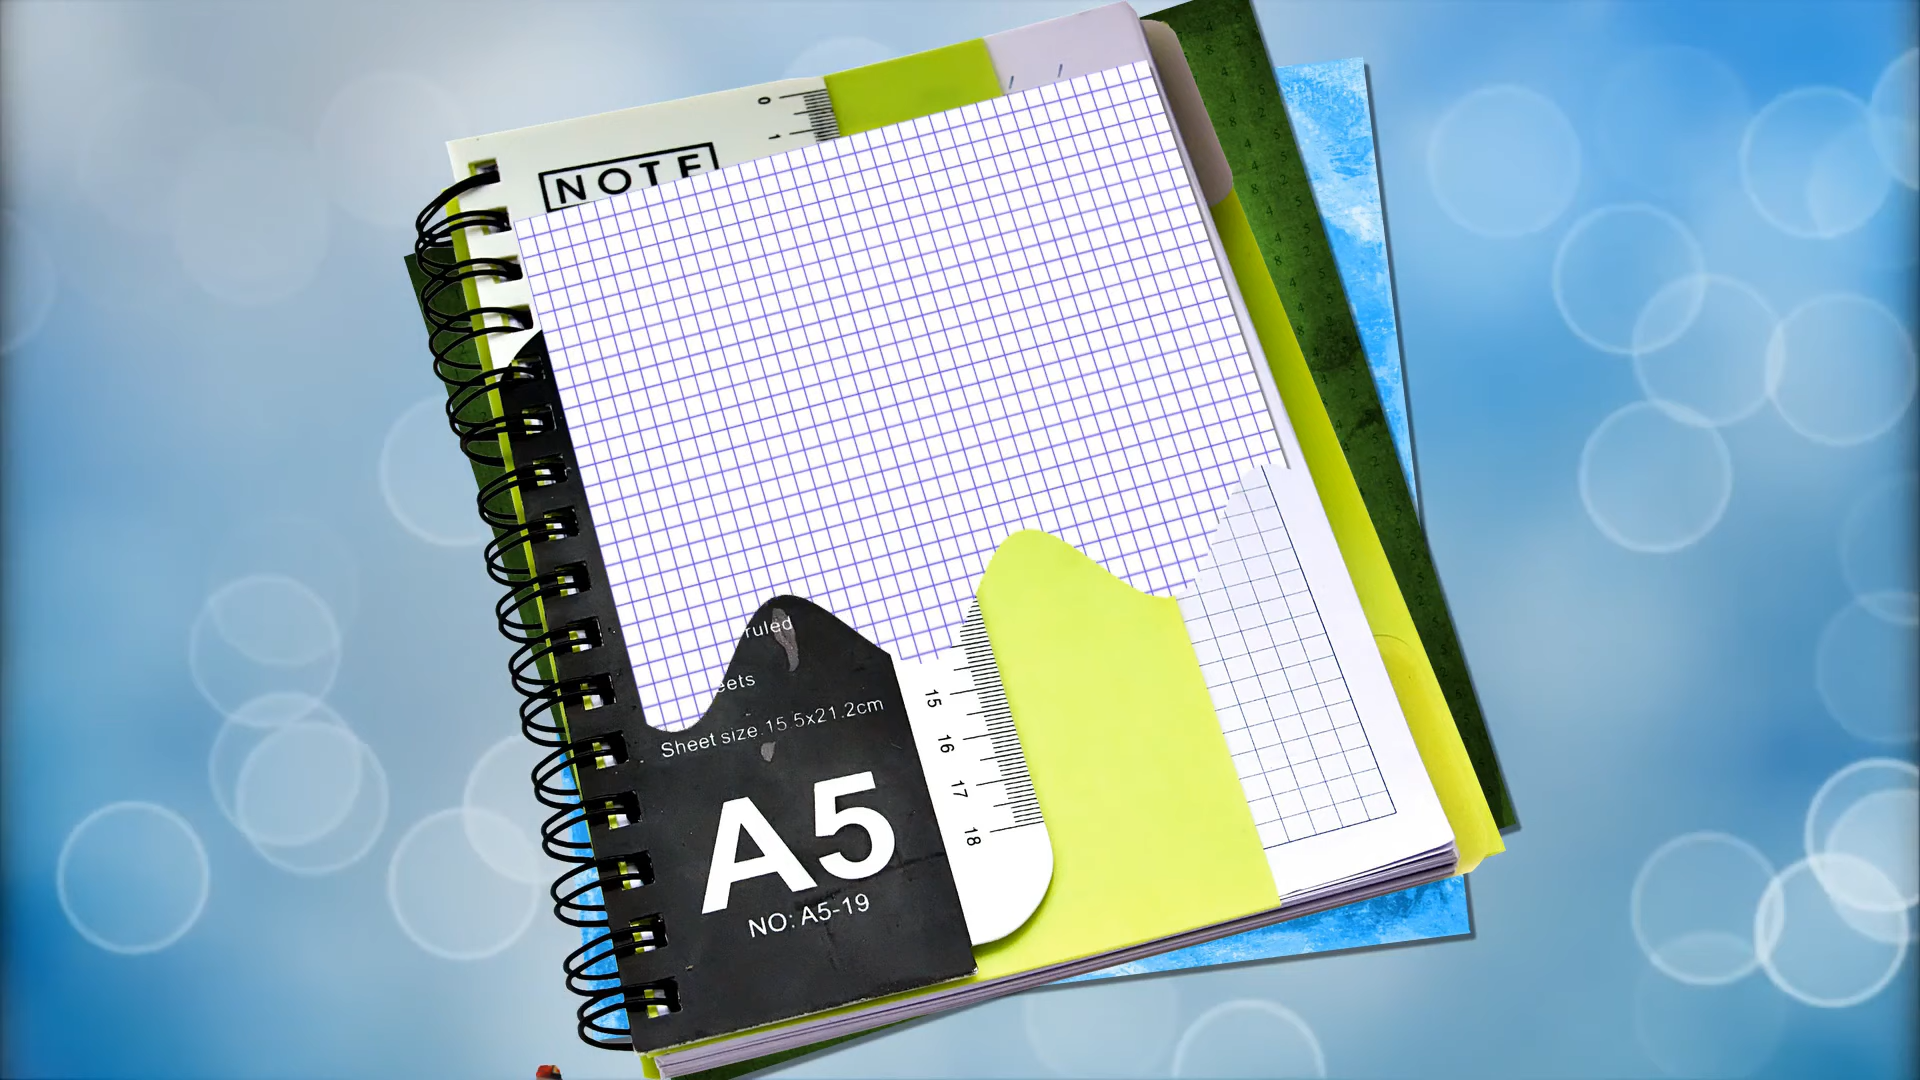 0
1
NOTE
ruled
eets
Sheet size:15.5x21.2cm
15
16
17
18
A5
NO: A5-19